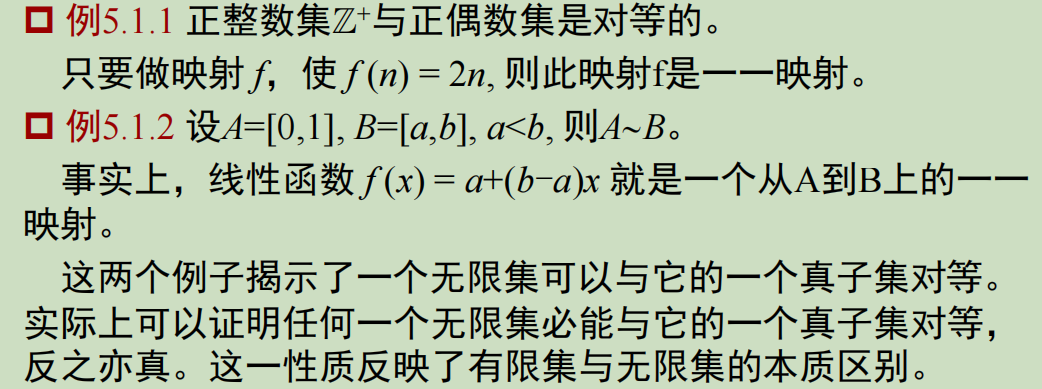 例5.1.1 正整数集ℤ⁺与正偶数集是对等的。
只要做映射 f，使 f (n) = 2n, 则此映射f是一一映射。
例5.1.2 设A=[0,1], B=[a,b], a<b, 则A~B。
事实上，线性函数 f (x) = a+(b−a)x 就是一个从A到B上的一一
映射。
这两个例子揭示了一个无限集可以与它的一个真子集对等。
实际上可以证明任何一个无限集必能与它的一个真子集对等，
反之亦真。这一性质反映了有限集与无限集的本质区别。